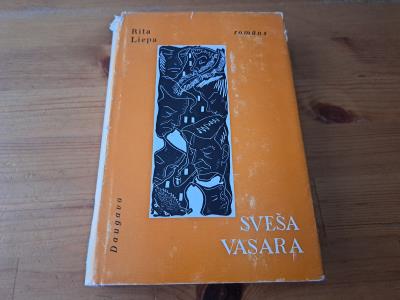 Rita
Liepa
romāns
Daugava
SVEŠA
VASARA